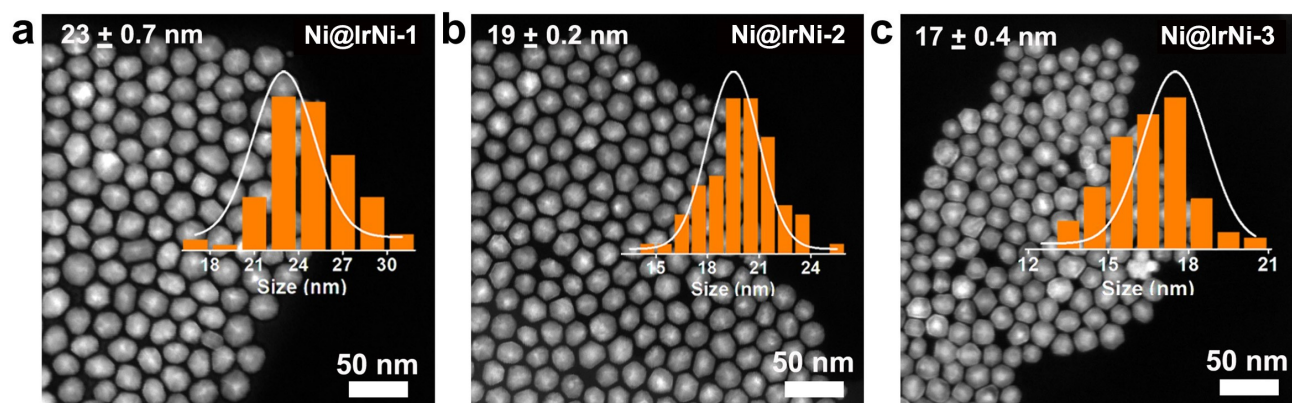 a 23 ± 0.7 nm Ni@IrNi-1
18 21 24 27 30
Size (nm)
50 nm
b 19 ± 0.2 nm Ni@IrNi-2
15 18 21 24
Size (nm)
50 nm
c 17 ± 0.4 nm Ni@IrNi-3
12 15 18 21
Size (nm)
50 nm